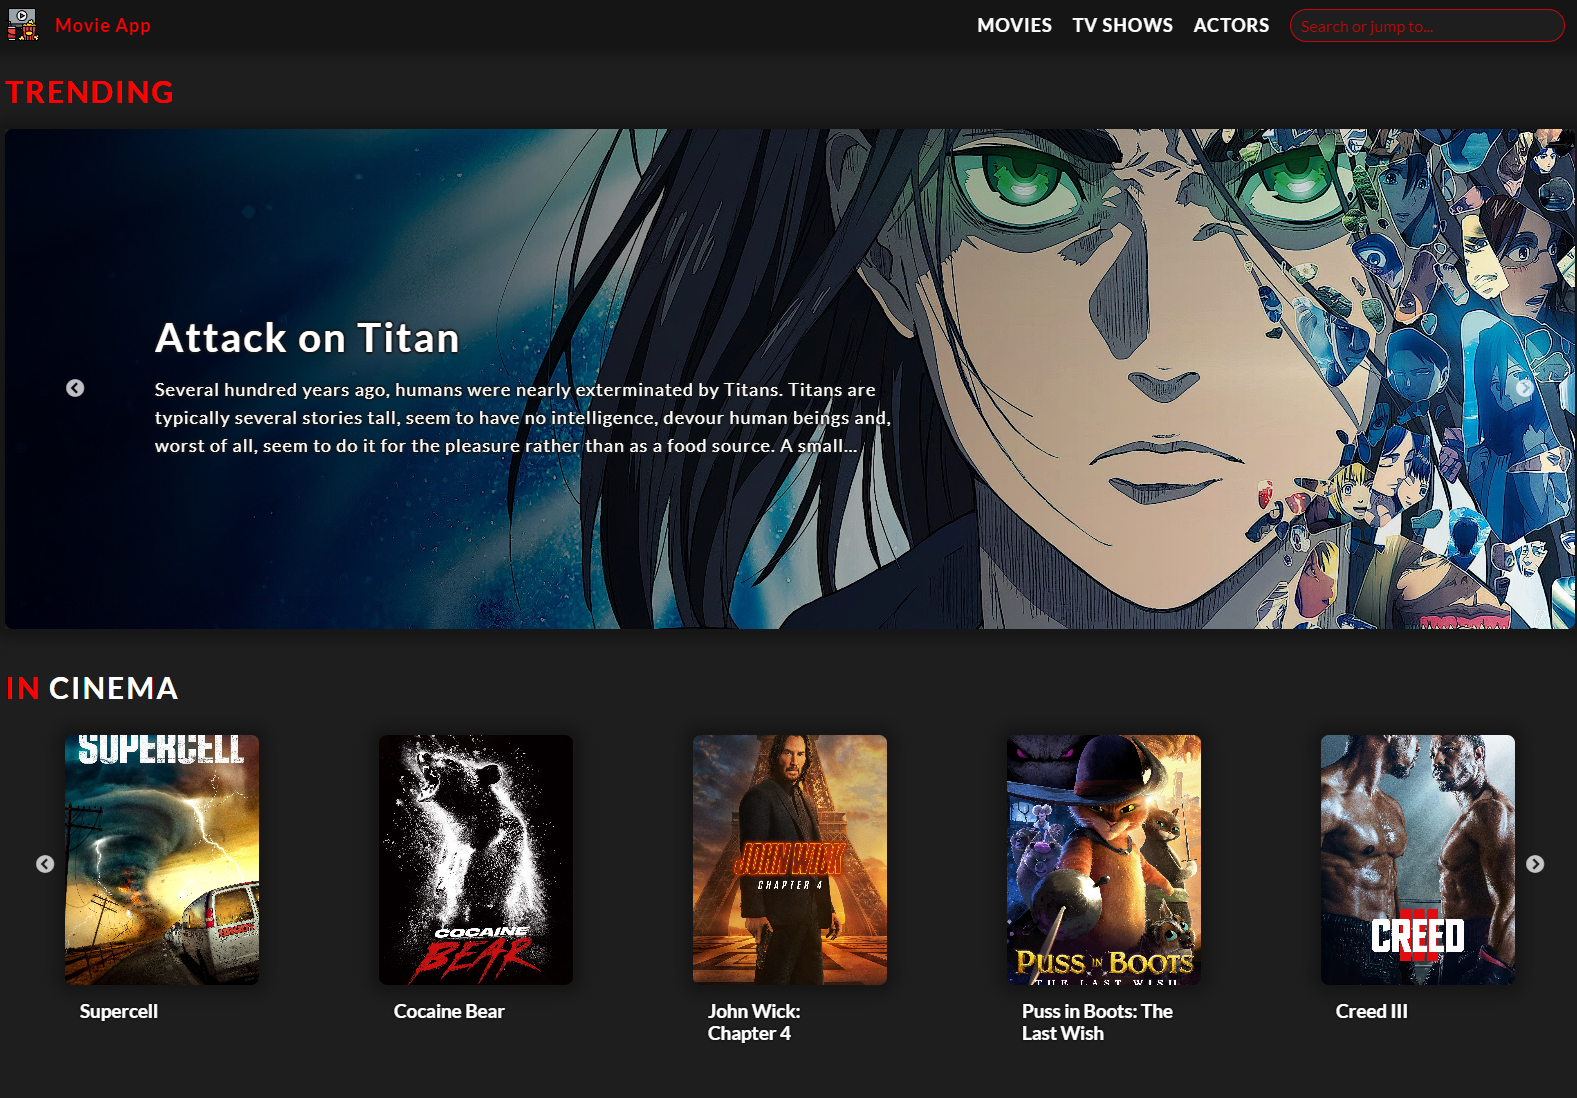 Movie App
MOVIES TV SHOWS ACTORS Search or jump to...
TRENDING
Attack on Titan
Several hundred years ago, humans were nearly exterminated by Titans. Titans are
typically several stories tall, seem to have no intelligence, devour human beings and,
worst of all, seem to do it for the pleasure rather than as a food source. A small...
IN CINEMA
SUPERCELL
COCAINE
BEAR
JOHN WICK
CHAPTER 4
PUSS IN BOOTS
THE LAST WISH
CREED
III
Supercell
Cocaine Bear
John Wick:
Chapter 4
Puss in Boots: The
Last Wish
Creed III